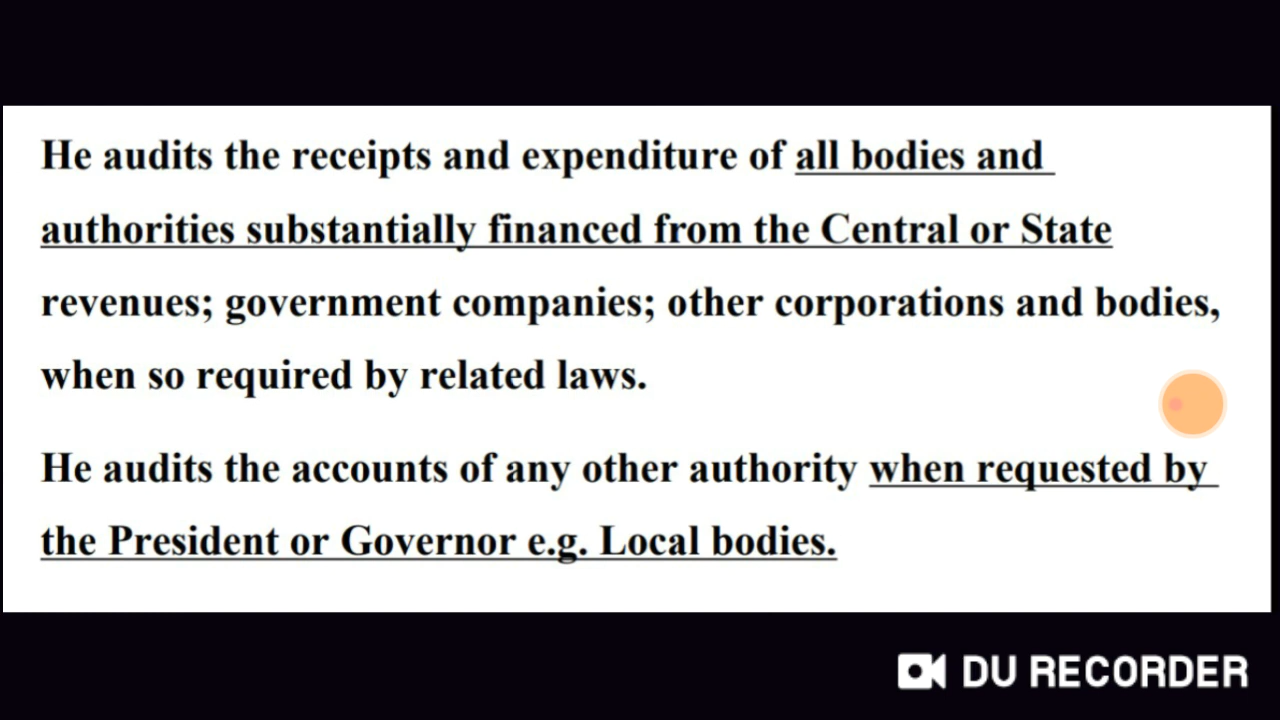 He audits the receipts and expenditure of all bodies and
authorities substantially financed from the Central or State
revenues; government companies; other corporations and bodies,
when so required by related laws.
He audits the accounts of any other authority when requested by
the President or Governor e.g. Local bodies.
DU RECORDER